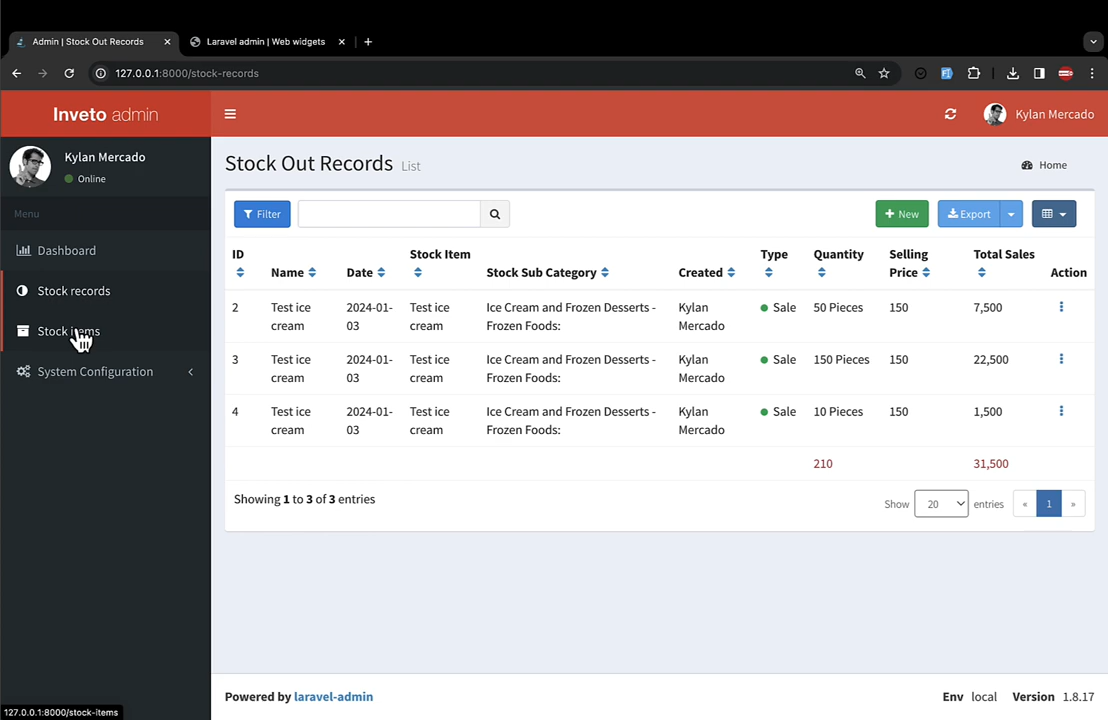 Admin | Stock Out Records
Laravel admin | Web widgets
127.0.0.1:8000/stock-records
Inveto admin
Kylan Mercado
Kylan Mercado
Online
Menu
Dashboard
Stock records
Stock items
System Configuration
Stock Out Records List
Home
Filter
New
Export
ID Name Date Stock Item Stock Sub Category Created Type Quantity Selling Price Total Sales Action
2 Test ice cream 2024-01-03 Test ice cream Ice Cream and Frozen Desserts - Frozen Foods: Kylan Mercado Sale 50 Pieces 150 7,500
3 Test ice cream 2024-01-03 Test ice cream Ice Cream and Frozen Desserts - Frozen Foods: Kylan Mercado Sale 150 Pieces 150 22,500
4 Test ice cream 2024-01-03 Test ice cream Ice Cream and Frozen Desserts - Frozen Foods: Kylan Mercado Sale 10 Pieces 150 1,500
210 31,500
Showing 1 to 3 of 3 entries
Show 20 entries « 1 »
Powered by laravel-admin
Env local Version 1.8.17
127.0.0.1:8000/stock-items